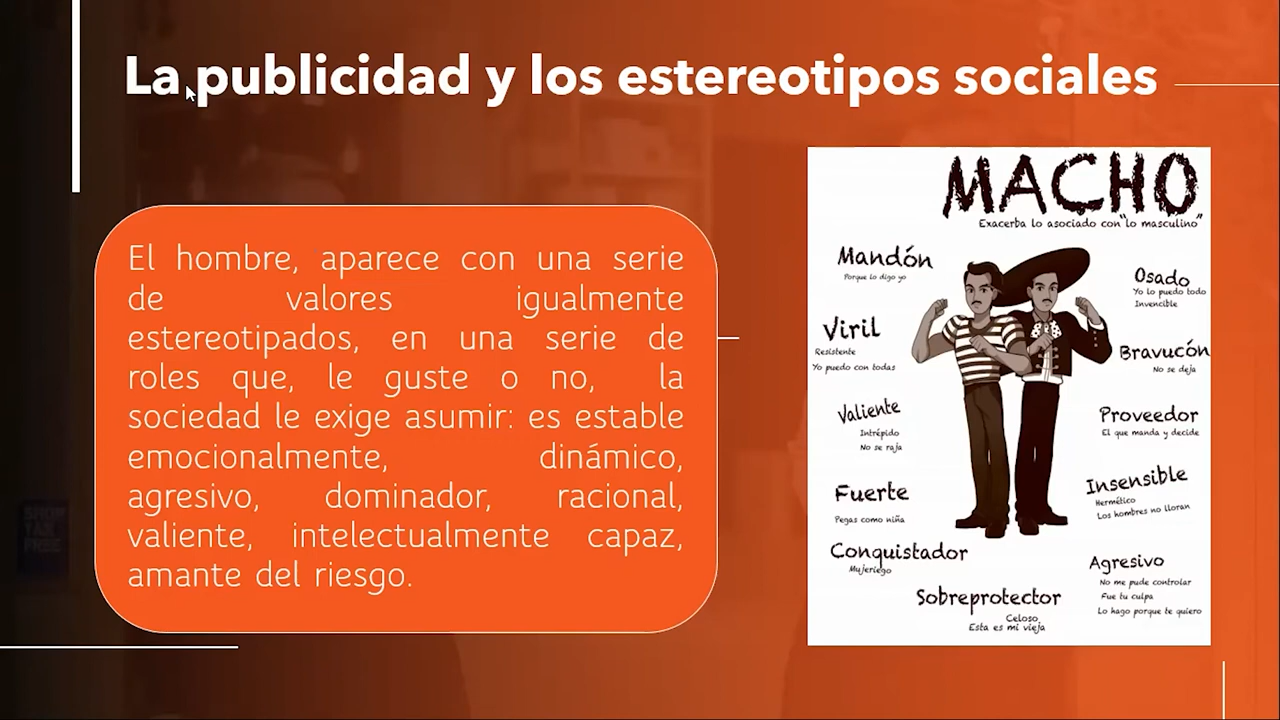 La publicidad y los estereotipos sociales
El hombre, aparece con una serie
de valores igualmente
estereotipados, en una serie de
roles que, le guste o no, la
sociedad le exige asumir: es estable
emocionalmente, dinámico,
agresivo, dominador, racional,
valiente, intelectualmente capaz,
amante del riesgo.
MACHO
Exacerba lo asociado con "lo masculino"
Mandón
Porque lo digo yo
Viril
Resistente
Yo puedo con todas
Valiente
Intrépido
No se raja
Fuerte
Pegas como niña
Conquistador
Mujeriego
Sobreprotector
Celoso
Esta es mi vieja
Osado
Yo lo puedo todo
Invencible
Bravucón
No se deja
Proveedor
El que manda y decide
Insensible
Hermético
Los hombres no lloran
Agresivo
No me pude controlar
Fue tu culpa
Lo hago porque te quiero